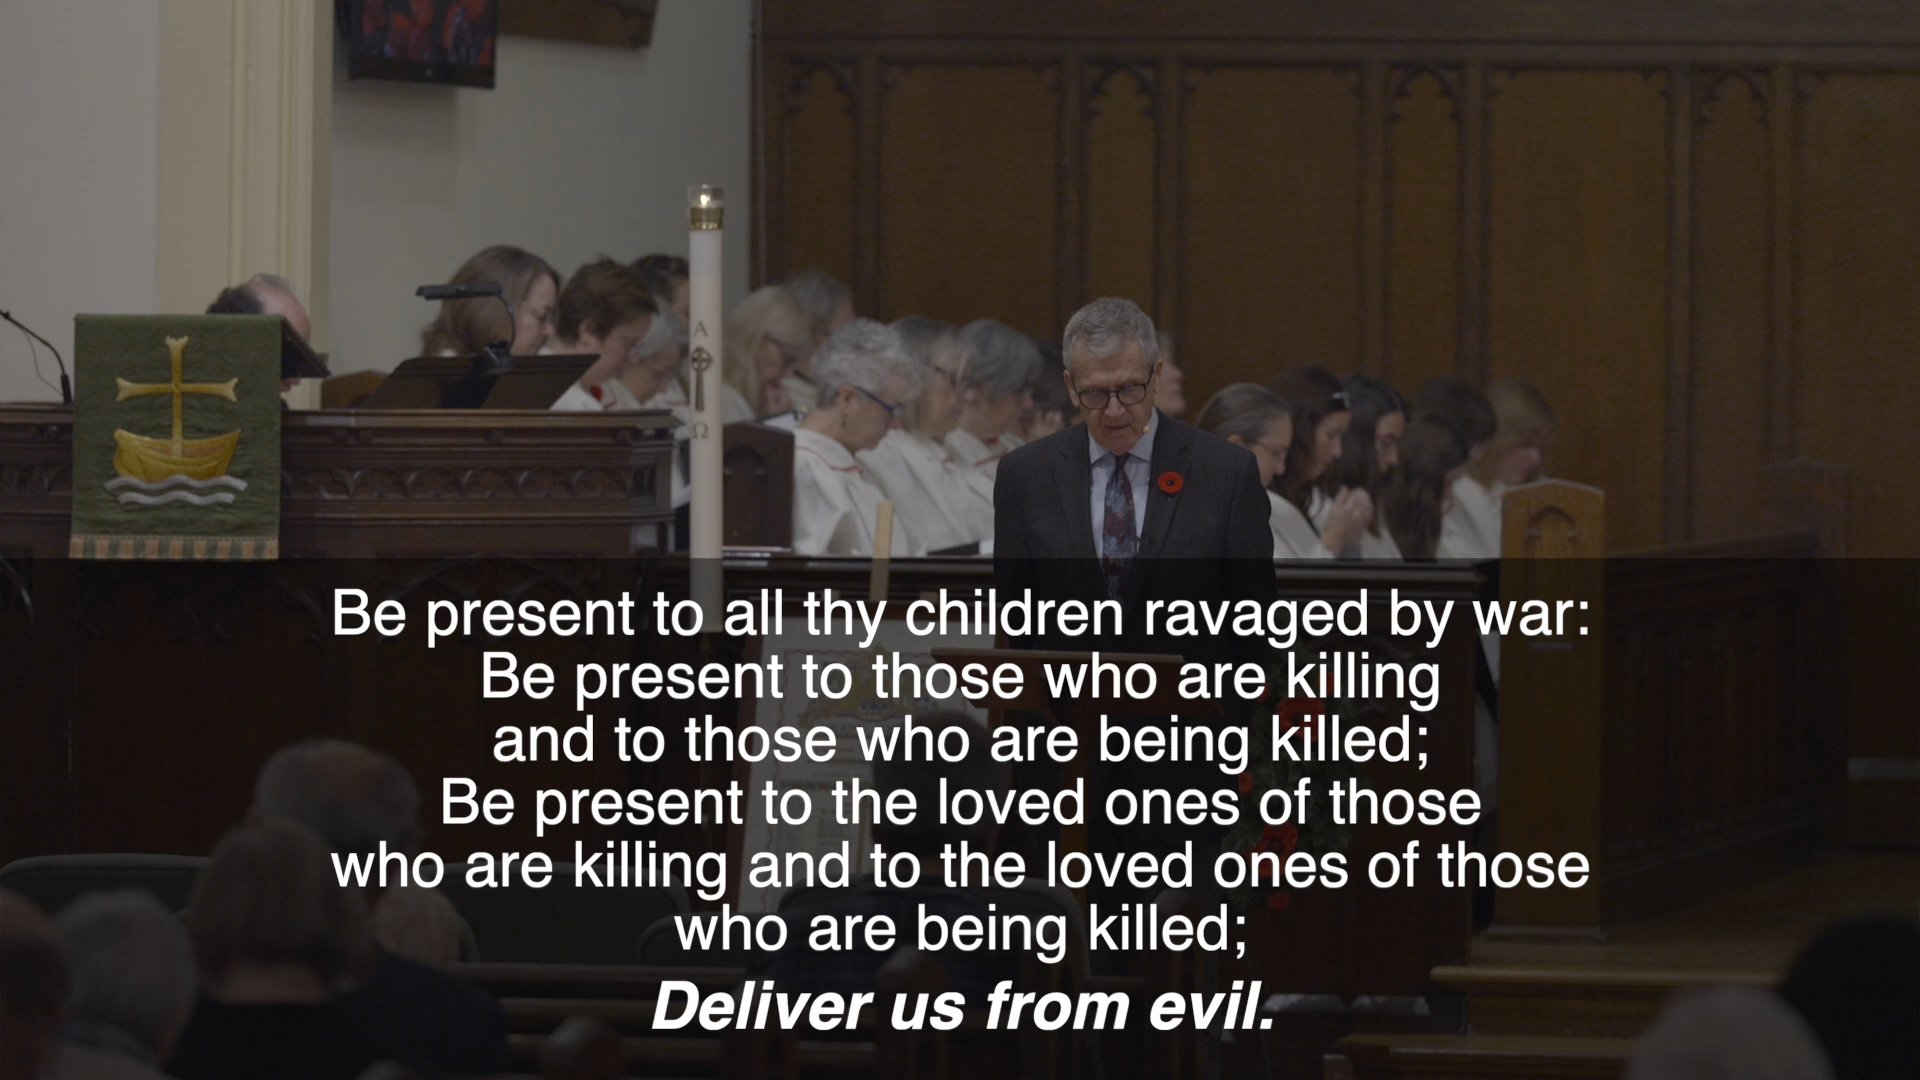 Α
Ω
Be present to all thy children ravaged by war:
Be present to those who are killing
and to those who are being killed;
Be present to the loved ones of those
who are killing and to the loved ones of those
who are being killed;
Deliver us from evil.